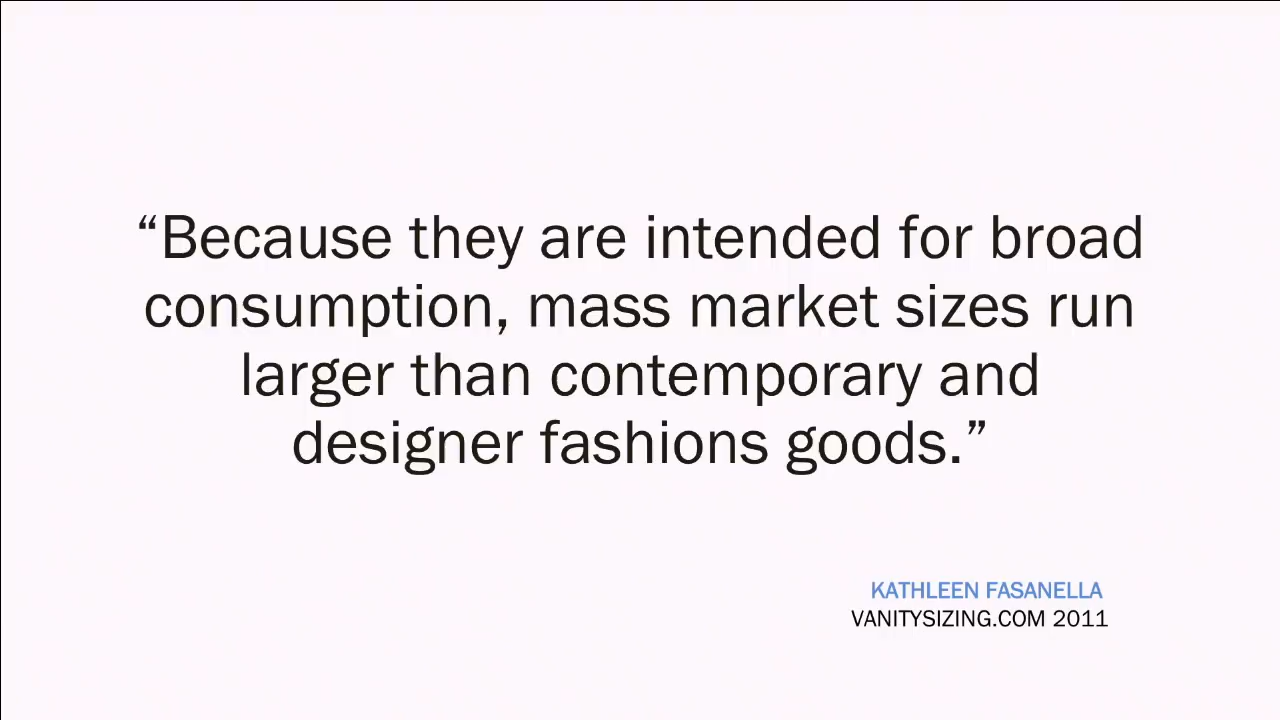 “Because they are intended for broad
consumption, mass market sizes run
larger than contemporary and
designer fashions goods.”
KATHLEEN FASANELLA
VANITYSIZING.COM 2011